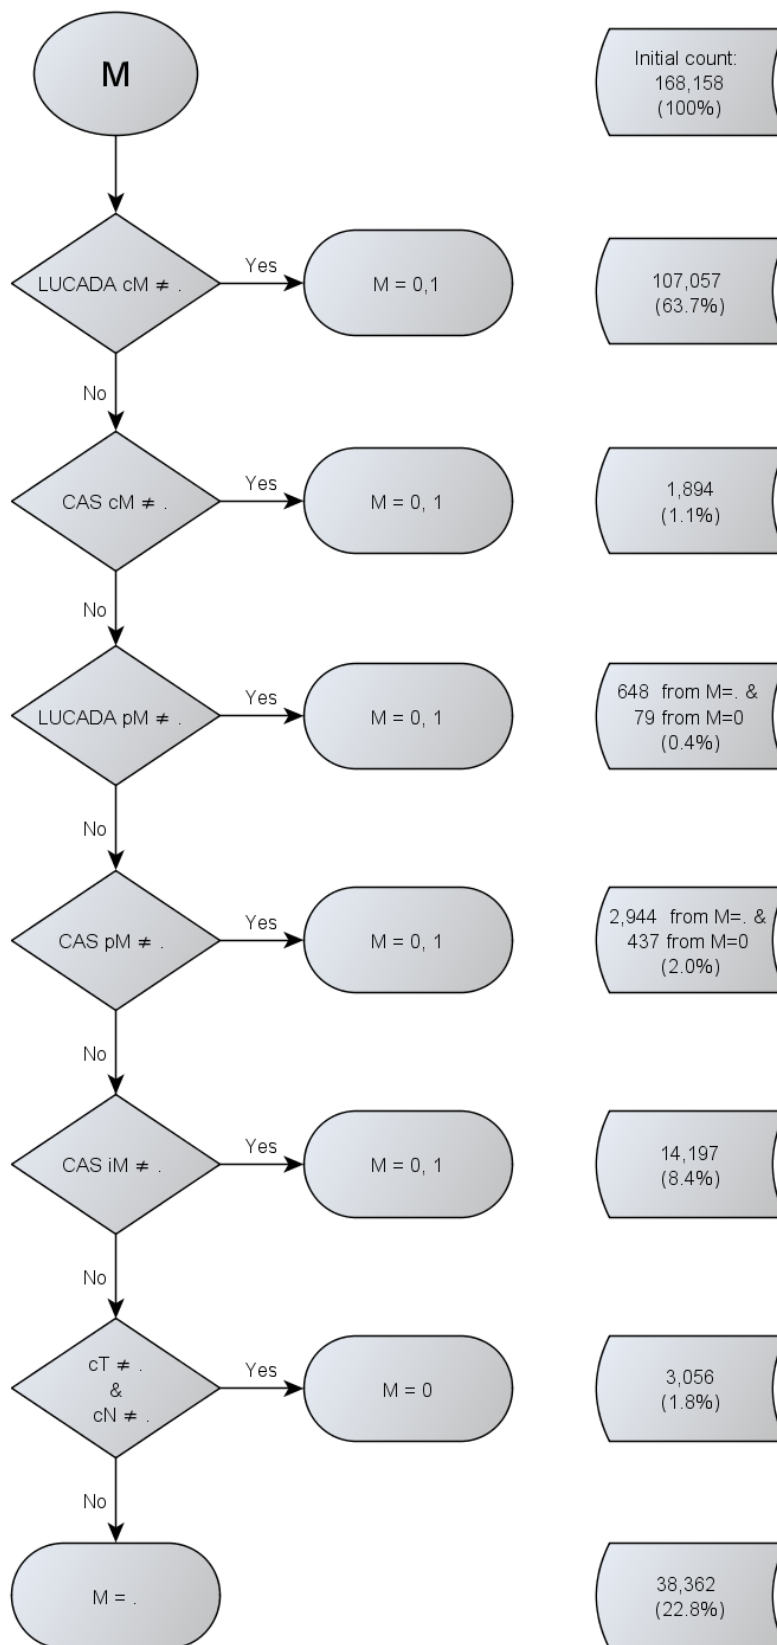 M
Initial count:
168,158
(100%)
LUCADA cM ≠ .
Yes
M = 0,1
107,057
(63.7%)
No
CAS cM ≠ .
Yes
M = 0, 1
1,894
(1.1%)
No
LUCADA pM ≠ .
Yes
M = 0, 1
648 from M=. &
79 from M=0
(0.4%)
No
CAS pM ≠ .
Yes
M = 0, 1
2,944 from M=. &
437 from M=0
(2.0%)
No
CAS iM ≠ .
Yes
M = 0, 1
14,197
(8.4%)
No
cT ≠ .
&
cN ≠ .
Yes
M = 0
3,056
(1.8%)
No
M = .
38,362
(22.8%)